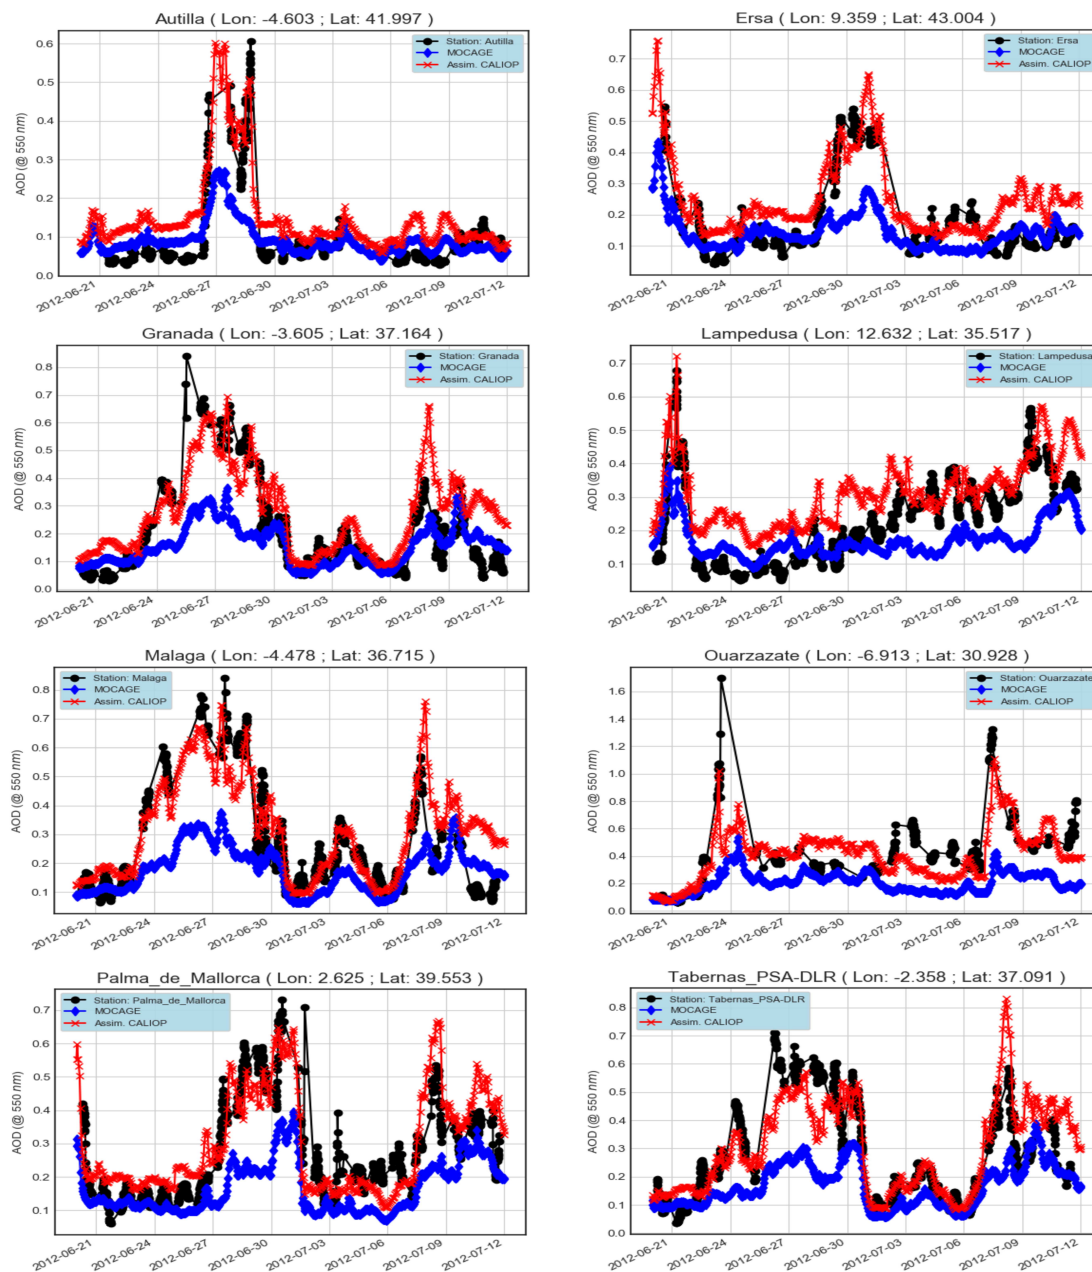 Autilla ( Lon: -4.603 ; Lat: 41.997 )
Station: Autilla
MOCAGE
Assim. CALIOP
AOD (@ 550 nm)
0.6
0.5
0.4
0.3
0.2
0.1
0.0
2012-06-21 2012-06-24 2012-06-27 2012-06-30 2012-07-03 2012-07-06 2012-07-09 2012-07-12
Ersa ( Lon: 9.359 ; Lat: 43.004 )
Station: Ersa
MOCAGE
Assim. CALIOP
AOD (@ 550 nm)
0.7
0.6
0.5
0.4
0.3
0.2
0.1
2012-06-21 2012-06-24 2012-06-27 2012-06-30 2012-07-03 2012-07-06 2012-07-09 2012-07-12
Granada ( Lon: -3.605 ; Lat: 37.164 )
Station: Granada
MOCAGE
Assim. CALIOP
AOD (@ 550 nm)
0.8
0.7
0.6
0.5
0.4
0.3
0.2
0.1
0.0
2012-06-21 2012-06-24 2012-06-27 2012-06-30 2012-07-03 2012-07-06 2012-07-09 2012-07-12
Lampedusa ( Lon: 12.632 ; Lat: 35.517 )
Station: Lampedusa
MOCAGE
Assim. CALIOP
AOD (@ 550 nm)
0.7
0.6
0.5
0.4
0.3
0.2
0.1
2012-06-21 2012-06-24 2012-06-27 2012-06-30 2012-07-03 2012-07-06 2012-07-09 2012-07-12
Malaga ( Lon: -4.478 ; Lat: 36.715 )
Station: Malaga
MOCAGE
Assim. CALIOP
AOD (@ 550 nm)
0.8
0.7
0.6
0.5
0.4
0.3
0.2
0.1
2012-06-21 2012-06-24 2012-06-27 2012-06-30 2012-07-03 2012-07-06 2012-07-09 2012-07-12
Ouarzazate ( Lon: -6.913 ; Lat: 30.928 )
Station: Ouarzazate
MOCAGE
Assim. CALIOP
AOD (@ 550 nm)
1.6
1.4
1.2
1.0
0.8
0.6
0.4
0.2
0.0
2012-06-21 2012-06-24 2012-06-27 2012-06-30 2012-07-03 2012-07-06 2012-07-09 2012-07-12
Palma_de_Mallorca ( Lon: 2.625 ; Lat: 39.553 )
Station: Palma_de_Mallorca
MOCAGE
Assim. CALIOP
AOD (@ 550 nm)
0.7
0.6
0.5
0.4
0.3
0.2
0.1
2012-06-21 2012-06-24 2012-06-27 2012-06-30 2012-07-03 2012-07-06 2012-07-09 2012-07-12
Tabernas_PSA-DLR ( Lon: -2.358 ; Lat: 37.091 )
Station: Tabernas_PSA-DLR
MOCAGE
Assim. CALIOP
AOD (@ 550 nm)
0.8
0.7
0.6
0.5
0.4
0.3
0.2
0.1
0.0
2012-06-21 2012-06-24 2012-06-27 2012-06-30 2012-07-03 2012-07-06 2012-07-09 2012-07-12